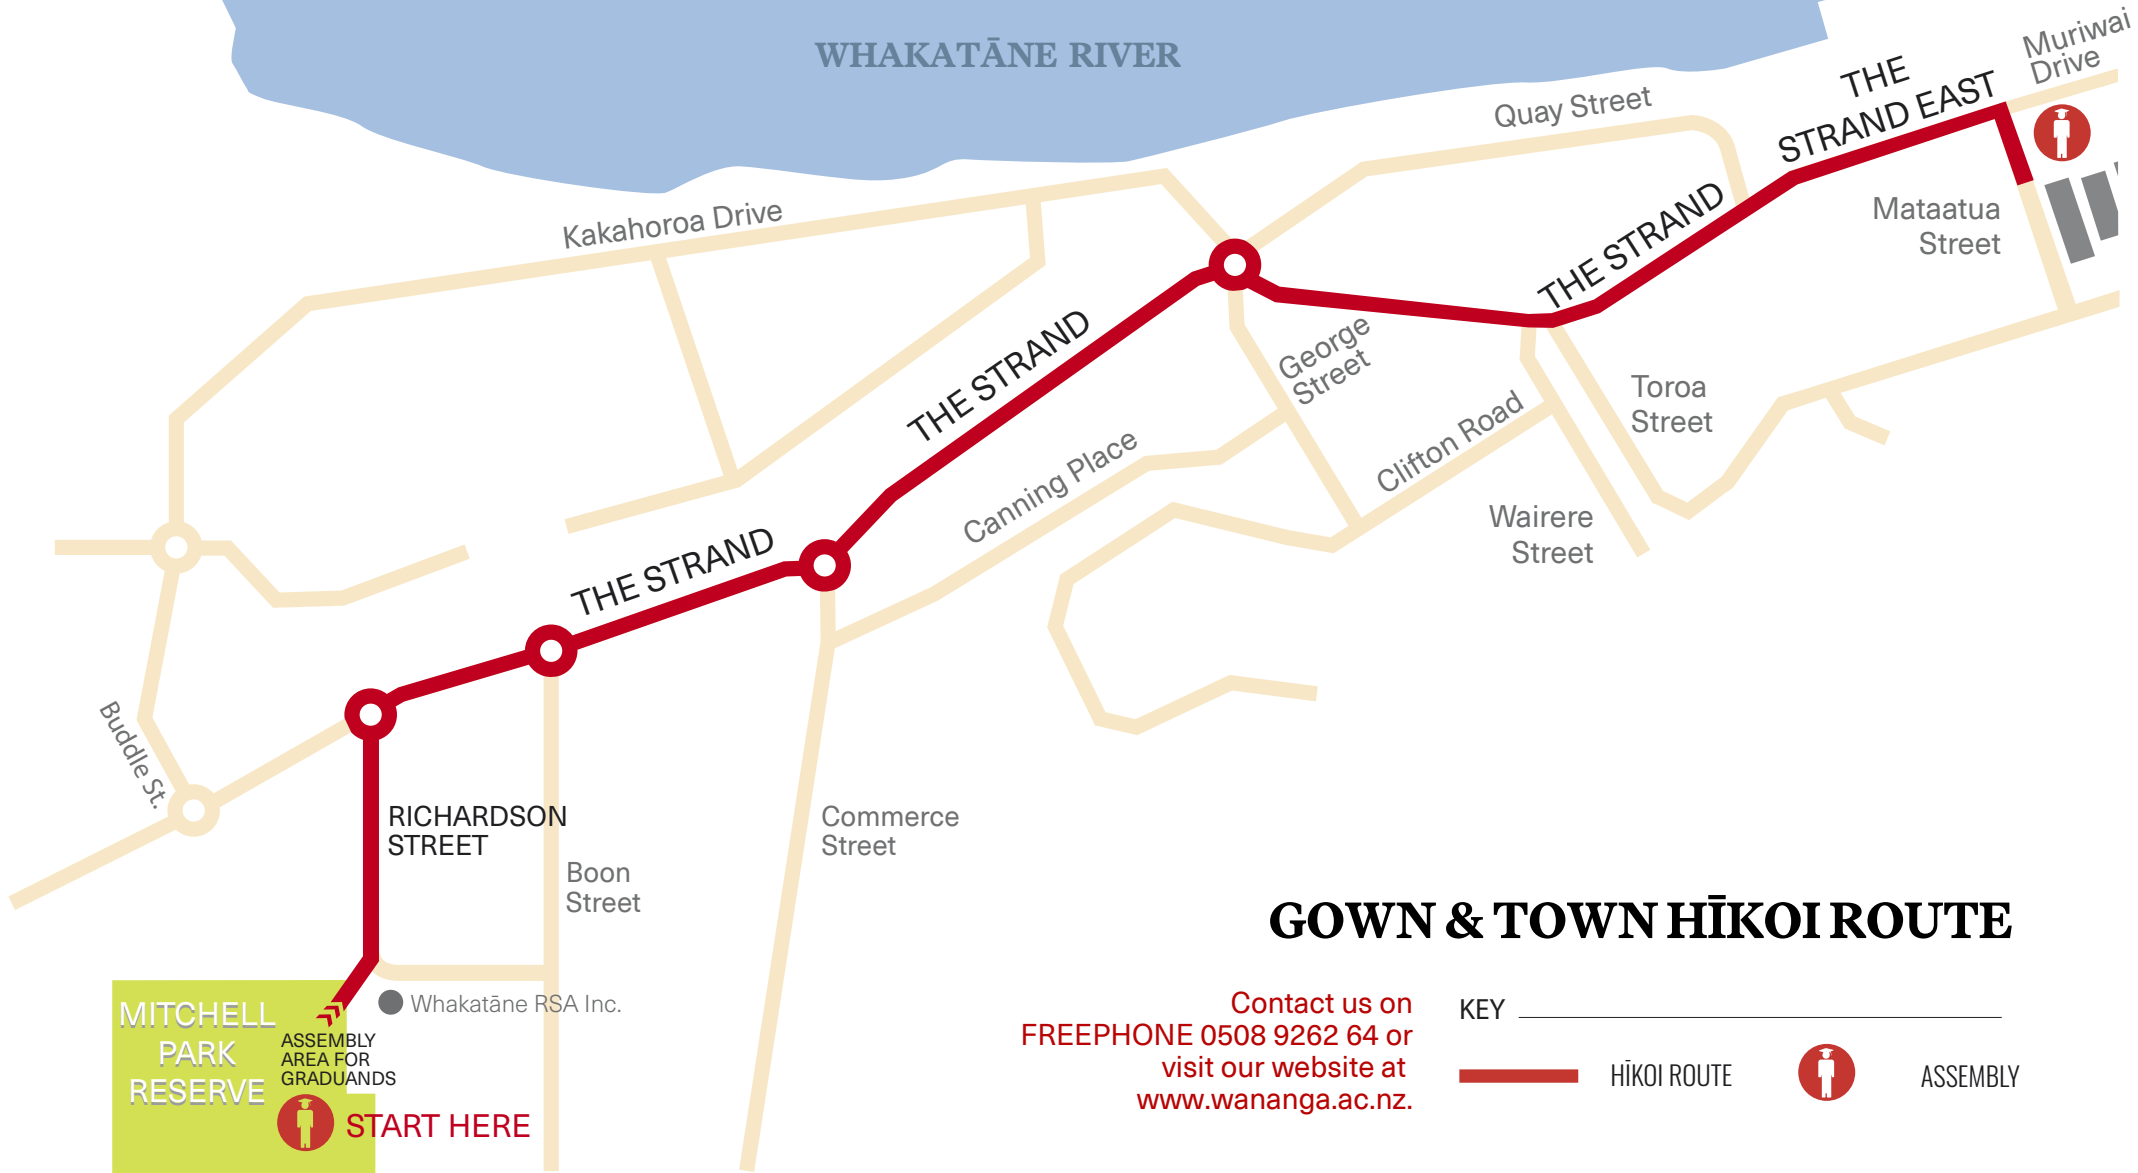 WHAKATĀNE RIVER
Muriwai
Drive
THE
STRAND EAST
Quay Street
Kakahoroa Drive
Mataatua
Street
THE STRAND
THE STRAND
George
Street
Toroa
Street
Clifton Road
Canning Place
Wairere
Street
THE STRAND
Buddle St.
RICHARDSON
STREET
Commerce
Street
Boon
Street
Whakatāne RSA Inc.
MITCHELL
PARK
RESERVE
ASSEMBLY
AREA FOR
GRADUANDS
START HERE
GOWN & TOWN HĪKOI ROUTE
Contact us on
FREEPHONE 0508 9262 64 or
visit our website at
www.wananga.ac.nz.
KEY
HĪKOI ROUTE
ASSEMBLY